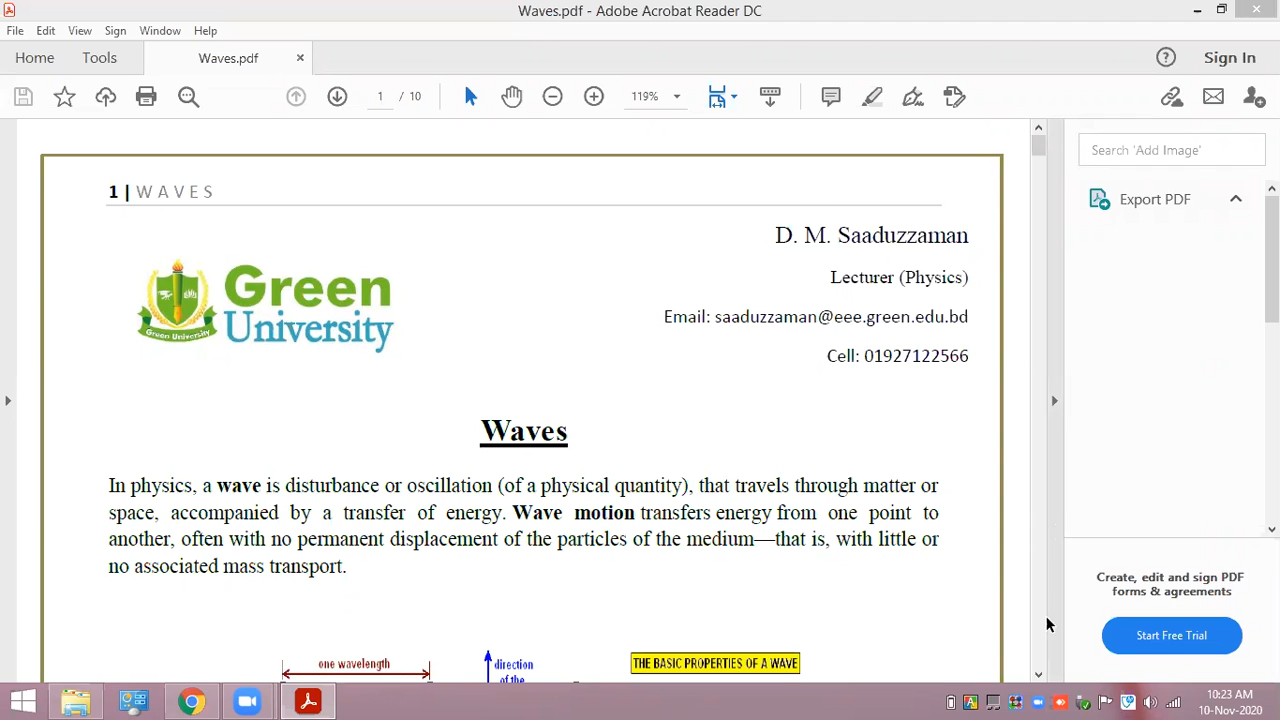 Waves.pdf - Adobe Acrobat Reader DC
File Edit View Sign Window Help
Home Tools Waves.pdf × Sign In
1 / 10 119%
Search 'Add Image'
Export PDF
1 | W A V E S
D. M. Saaduzzaman
Green
University
Green University
Lecturer (Physics)
Email: saaduzzaman@eee.green.edu.bd
Cell: 01927122566
Waves
In physics, a wave is disturbance or oscillation (of a physical quantity), that travels through matter or
space, accompanied by a transfer of energy. Wave motion transfers energy from one point to
another, often with no permanent displacement of the particles of the medium—that is, with little or
no associated mass transport.
one wavelength
direction
of the
THE BASIC PROPERTIES OF A WAVE
Create, edit and sign PDF
forms & agreements
Start Free Trial
10:23 AM
10-Nov-2020